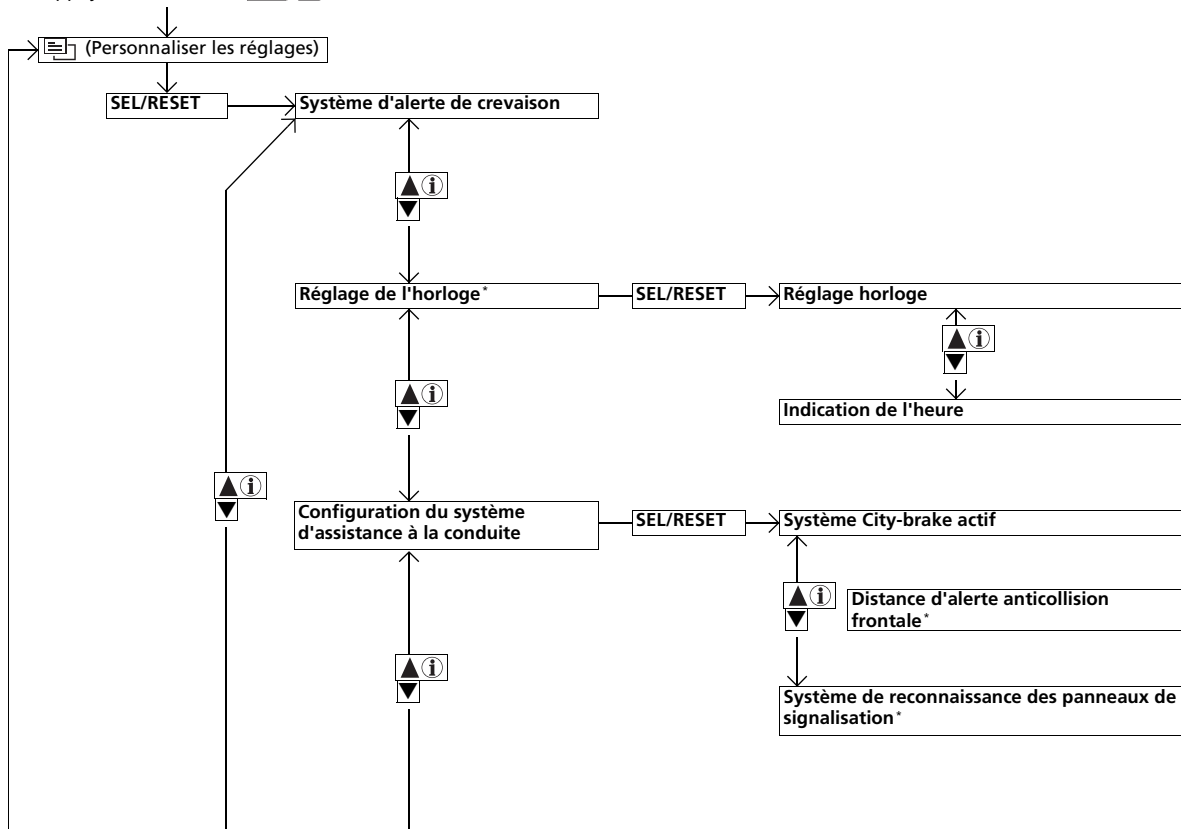 (Personnaliser les réglages)
SEL/RESET
Système d'alerte de crevaison
Réglage de l'horloge*
SEL/RESET
Réglage horloge
Indication de l'heure
Configuration du système
d'assistance à la conduite
SEL/RESET
Système City-brake actif
Distance d'alerte anticollision
frontale*
Système de reconnaissance des panneaux de
signalisation*